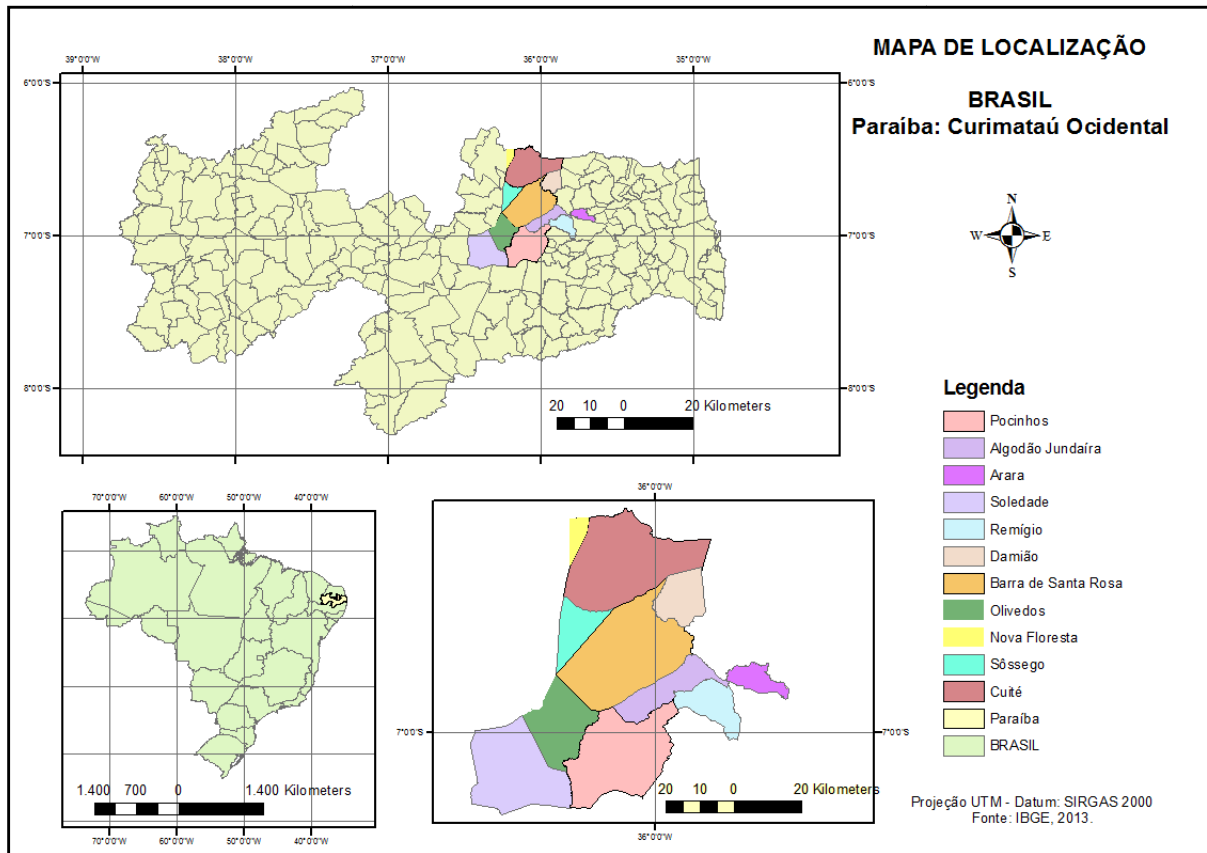 MAPA DE LOCALIZAÇÃO
BRASIL
Paraíba: Curimataú Ocidental
39°0'0"W 38°0'0"W 37°0'0"W 36°0'0"W 35°0'0"W
6°0'0"S 6°0'0"S
7°0'0"S 7°0'0"S
8°0'0"S 8°0'0"S
20 10 0 20 Kilometers
N
W E
S
Legenda
Pocinhos
Algodão Jundaíra
Arara
Soledade
Remígio
Damião
Barra de Santa Rosa
Olivedos
Nova Floresta
Sôssego
Cuité
Paraíba
BRASIL
70°0'0"W 60°0'0"W 50°0'0"W 40°0'0"W
1.400 700 0 1.400 Kilometers
70°0'0"W 60°0'0"W 50°0'0"W 40°0'0"W
36°0'0"W
7°0'0"S 7°0'0"S
20 10 0 20 Kilometers
36°0'0"W
Projeção UTM - Datum: SIRGAS 2000
Fonte: IBGE, 2013.